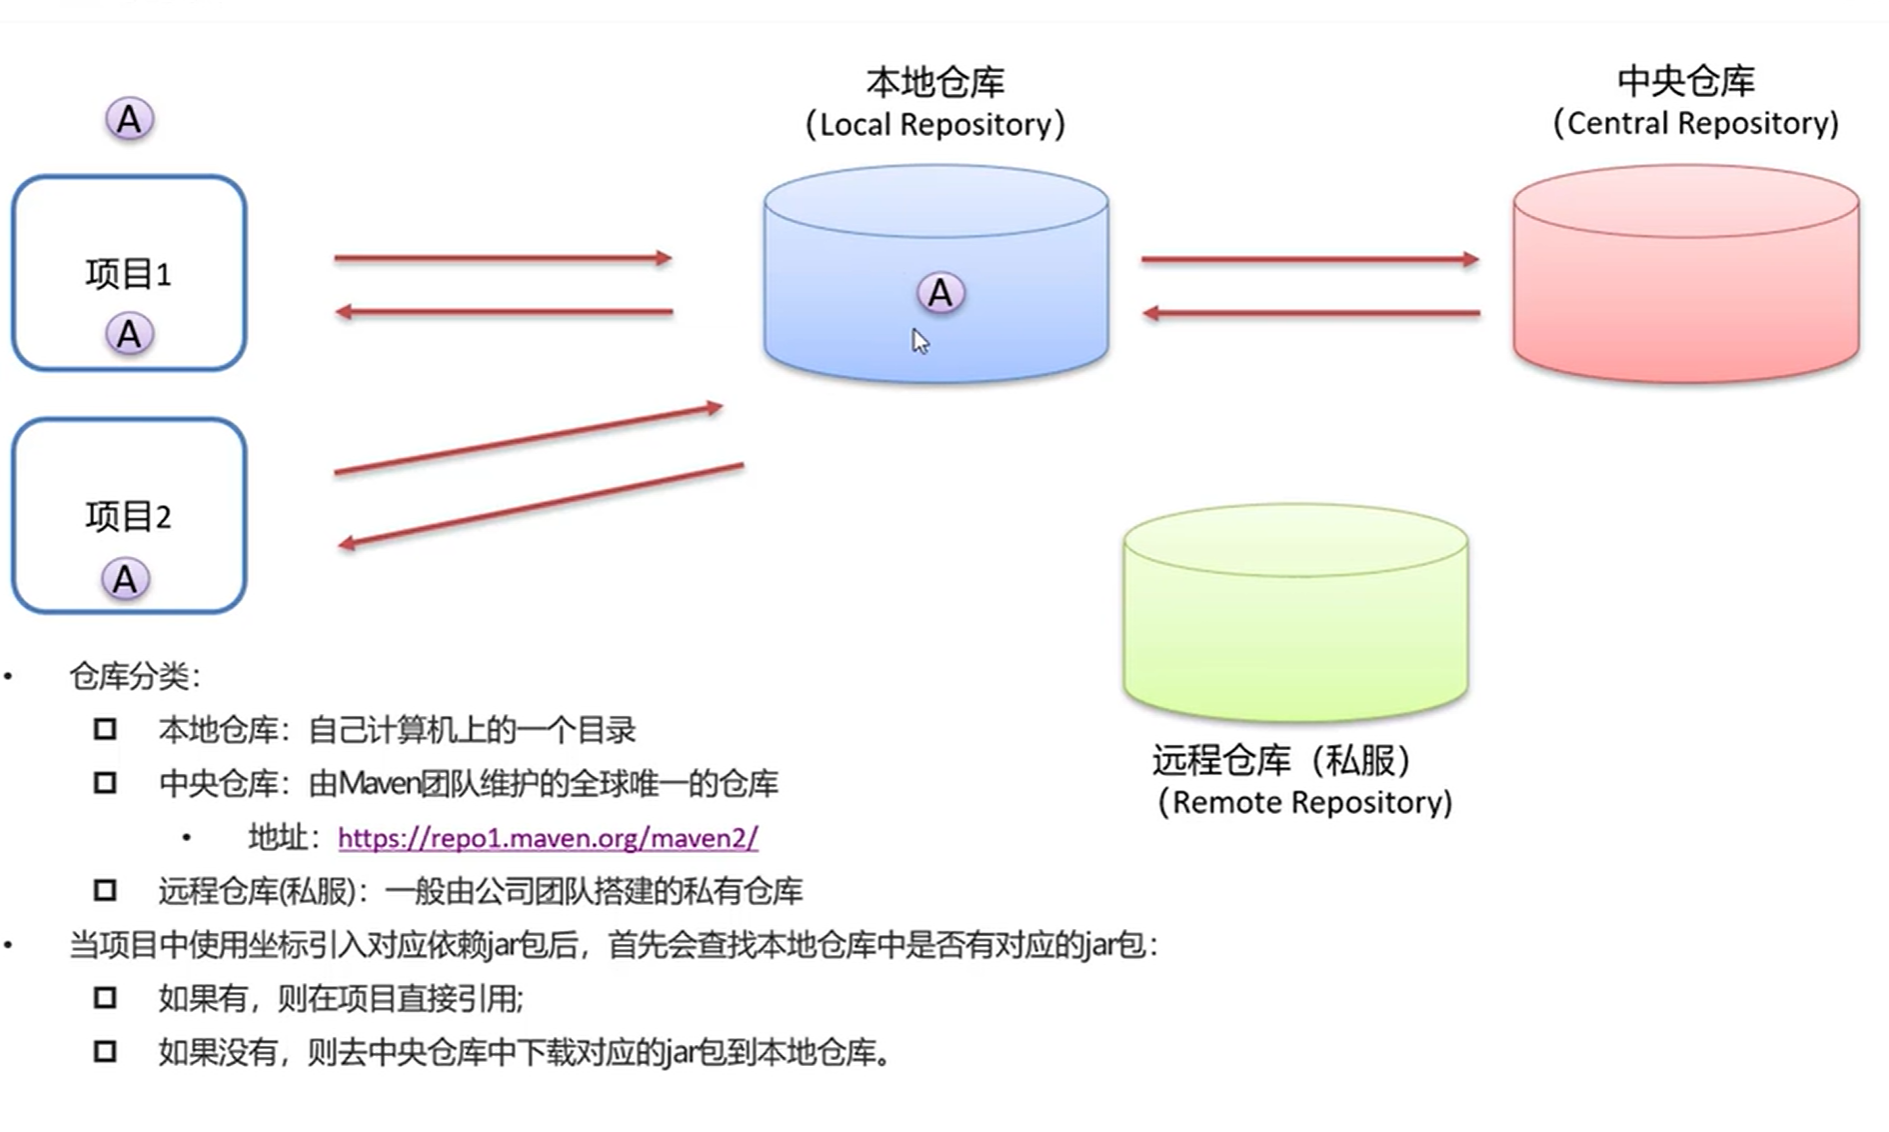 A
本地仓库
（Local Repository）
中央仓库
（Central Repository)
项目1
A
A
项目2
A
远程仓库（私服）
（Remote Repository)
• 仓库分类：
本地仓库：自己计算机上的一个目录
中央仓库：由Maven团队维护的全球唯一的仓库
• 地址：https://repo1.maven.org/maven2/
远程仓库(私服)：一般由公司团队搭建的私有仓库
• 当项目中使用坐标引入对应依赖jar包后，首先会查找本地仓库中是否有对应的jar包：
如果有，则在项目直接引用;
如果没有，则去中央仓库中下载对应的jar包到本地仓库。